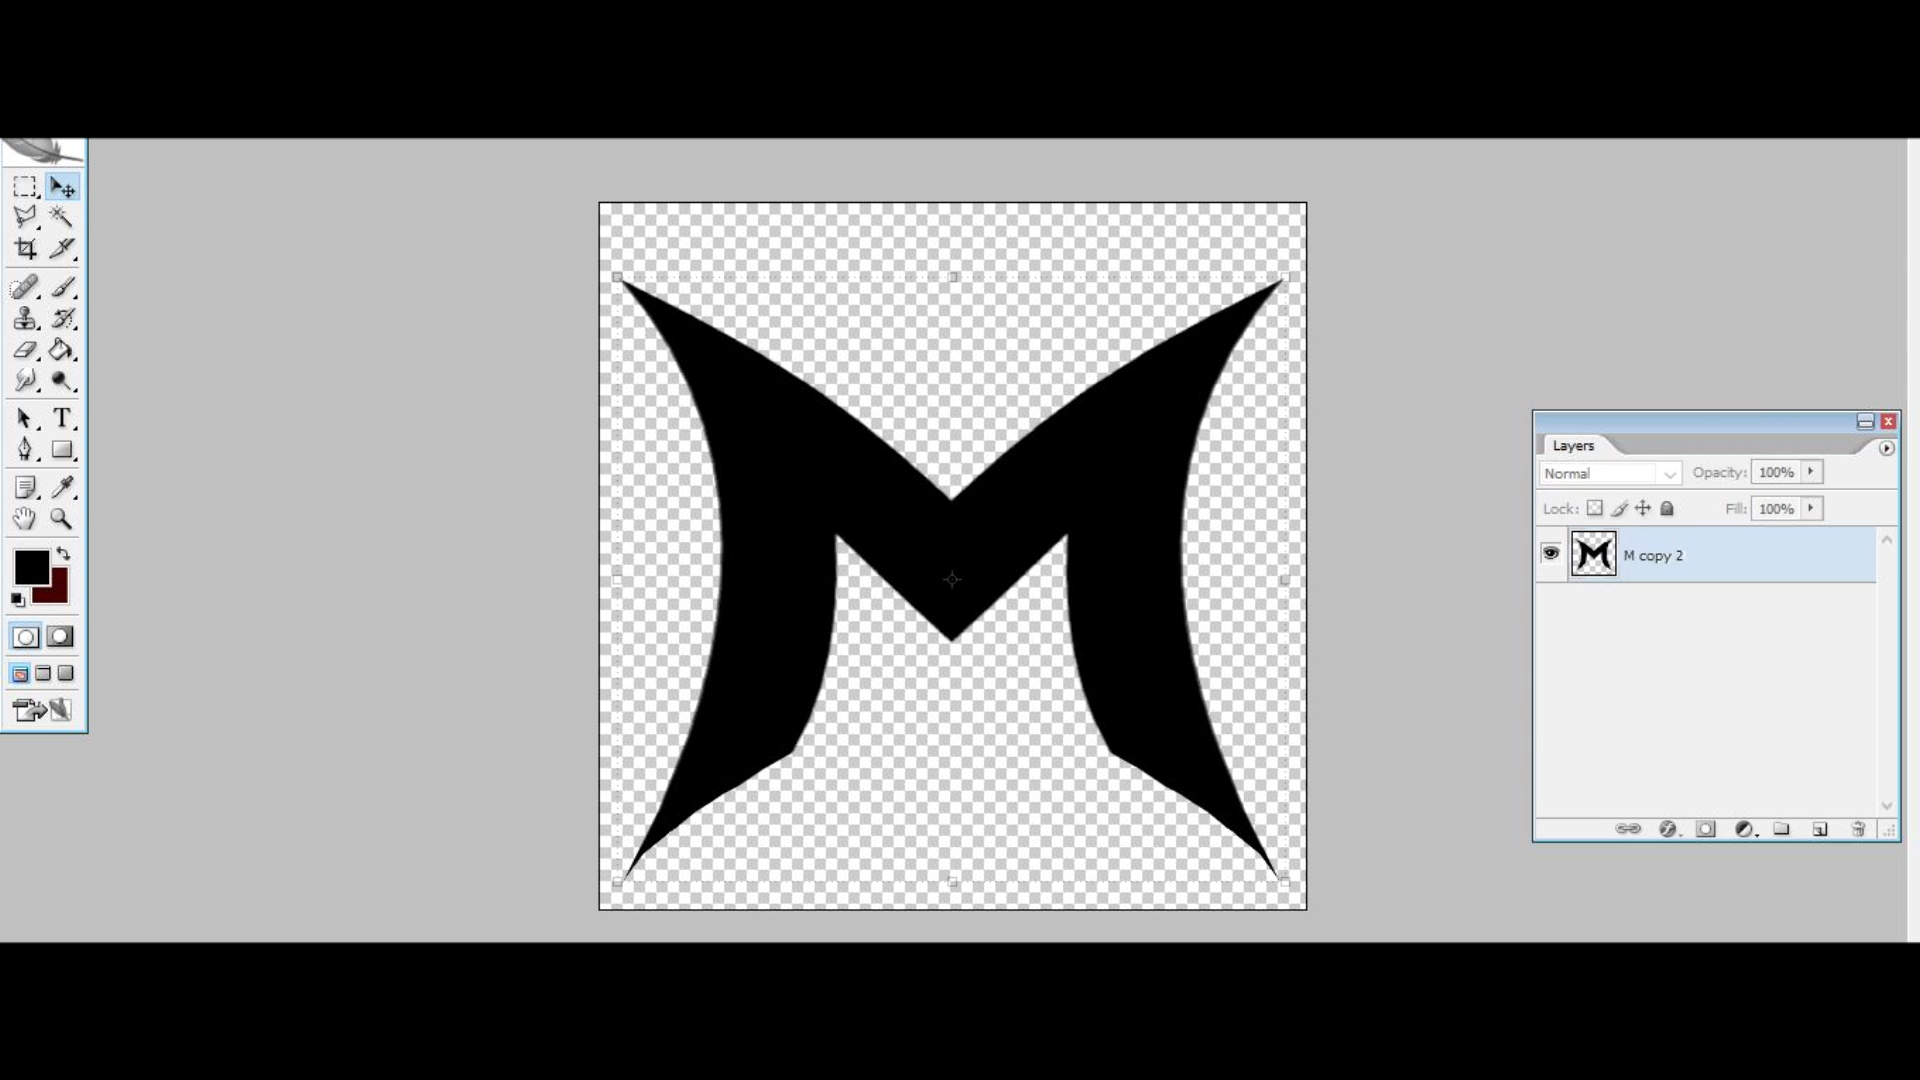 M
T
Layers
Normal
Opacity: 100%
Lock:
Fill: 100%
M copy 2